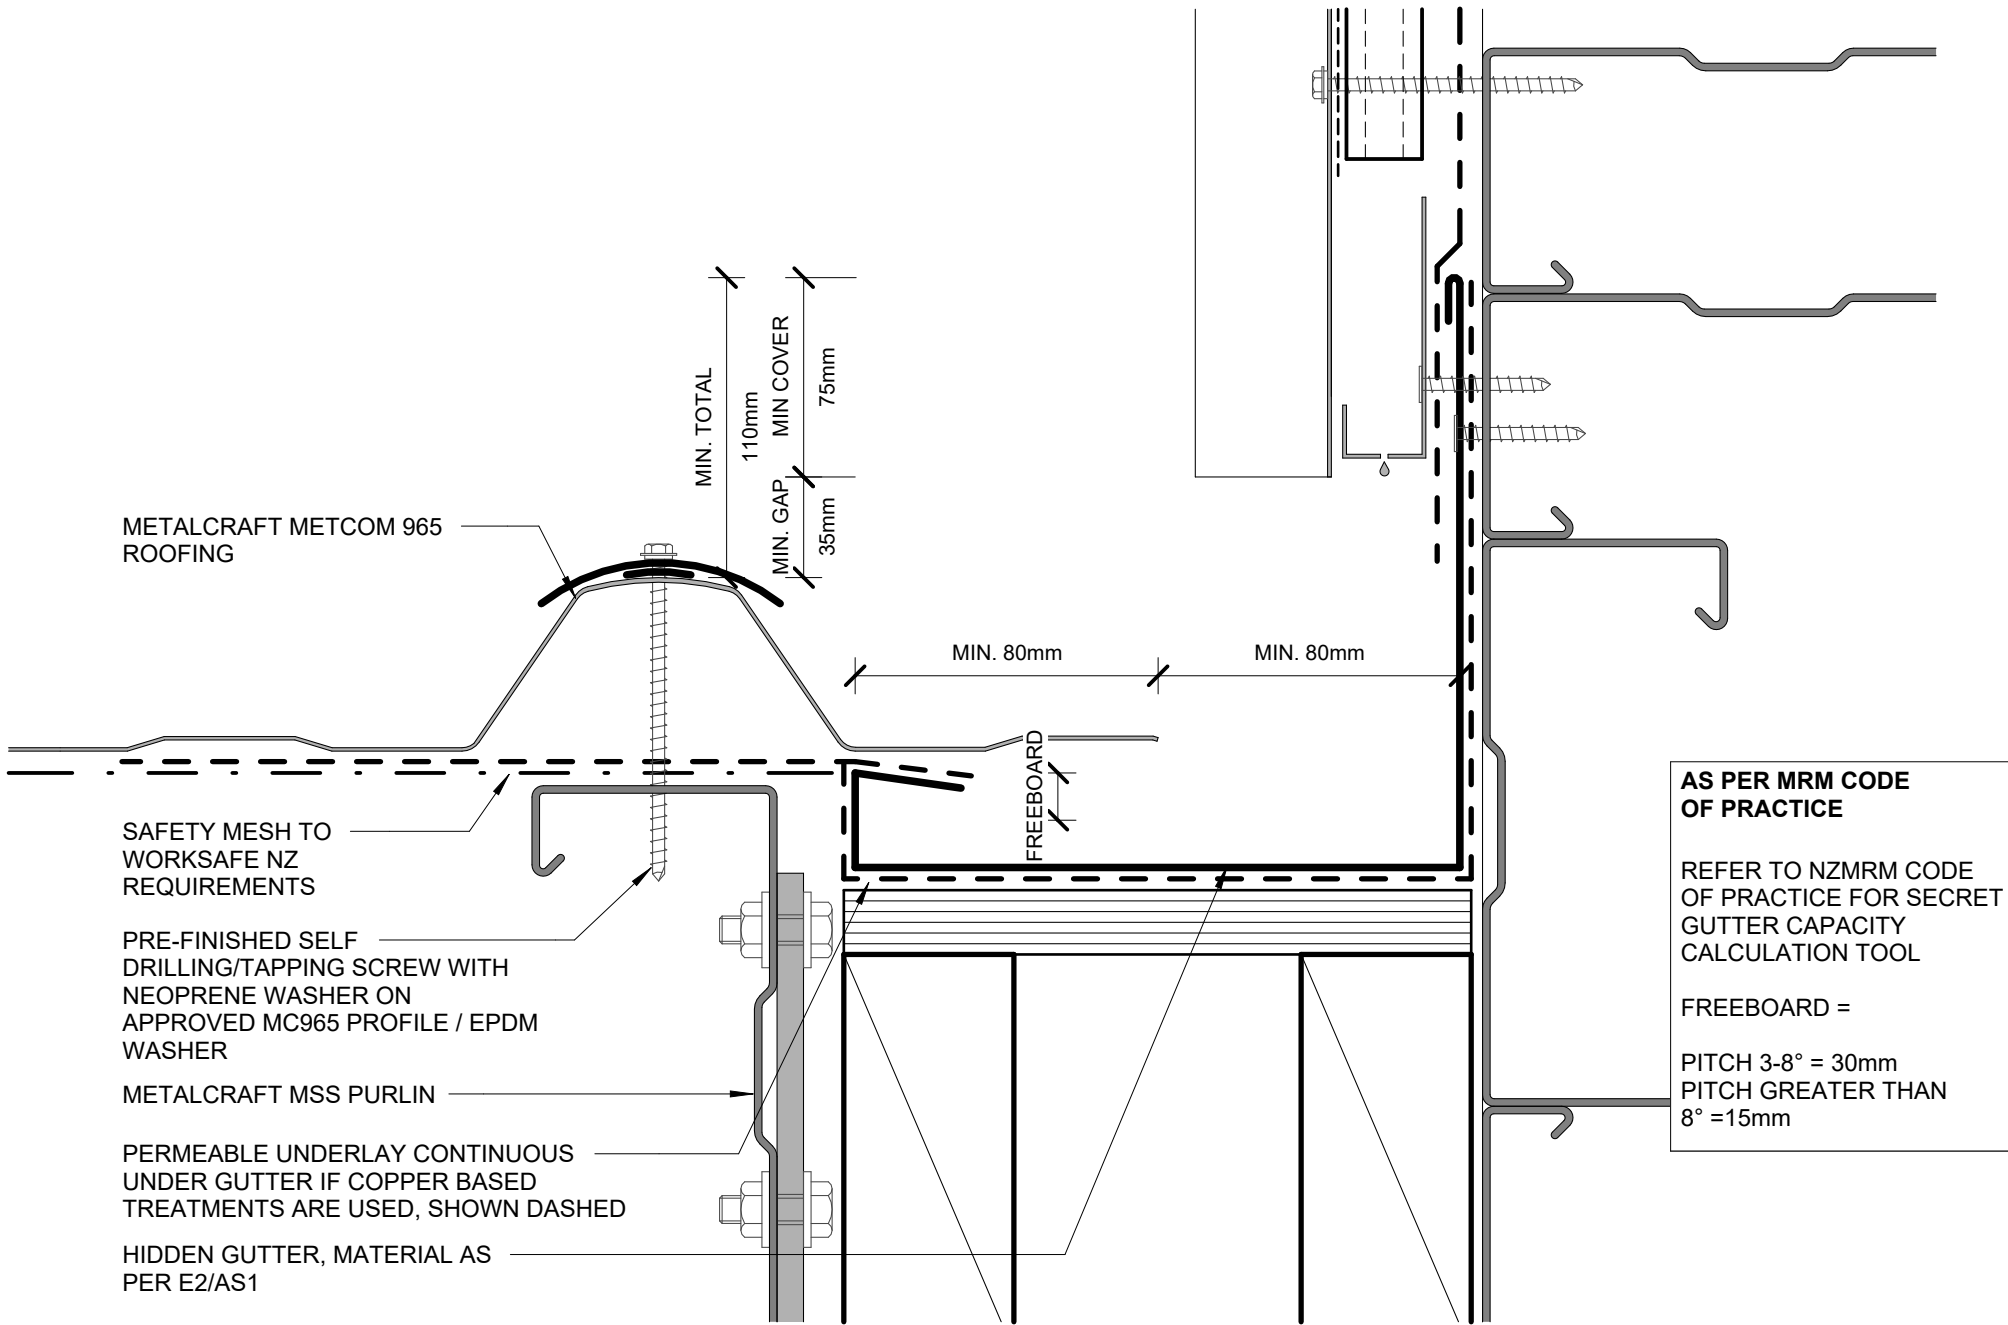 MIN. TOTAL
110mm
MIN COVER
75mm
MIN. GAP
35mm
METALCRAFT METCOM 965
ROOFING
MIN. 80mm
MIN. 80mm
FREEBOARD
SAFETY MESH TO
WORKSAFE NZ
REQUIREMENTS
PRE-FINISHED SELF
DRILLING/TAPPING SCREW WITH
NEOPRENE WASHER ON
APPROVED MC965 PROFILE / EPDM
WASHER
METALCRAFT MSS PURLIN
PERMEABLE UNDERLAY CONTINUOUS
UNDER GUTTER IF COPPER BASED
TREATMENTS ARE USED, SHOWN DASHED
HIDDEN GUTTER, MATERIAL AS
PER E2/AS1
AS PER MRM CODE
OF PRACTICE
REFER TO NZMRM CODE
OF PRACTICE FOR SECRET
GUTTER CAPACITY
CALCULATION TOOL
FREEBOARD =
PITCH 3-8° = 30mm
PITCH GREATER THAN
8° =15mm